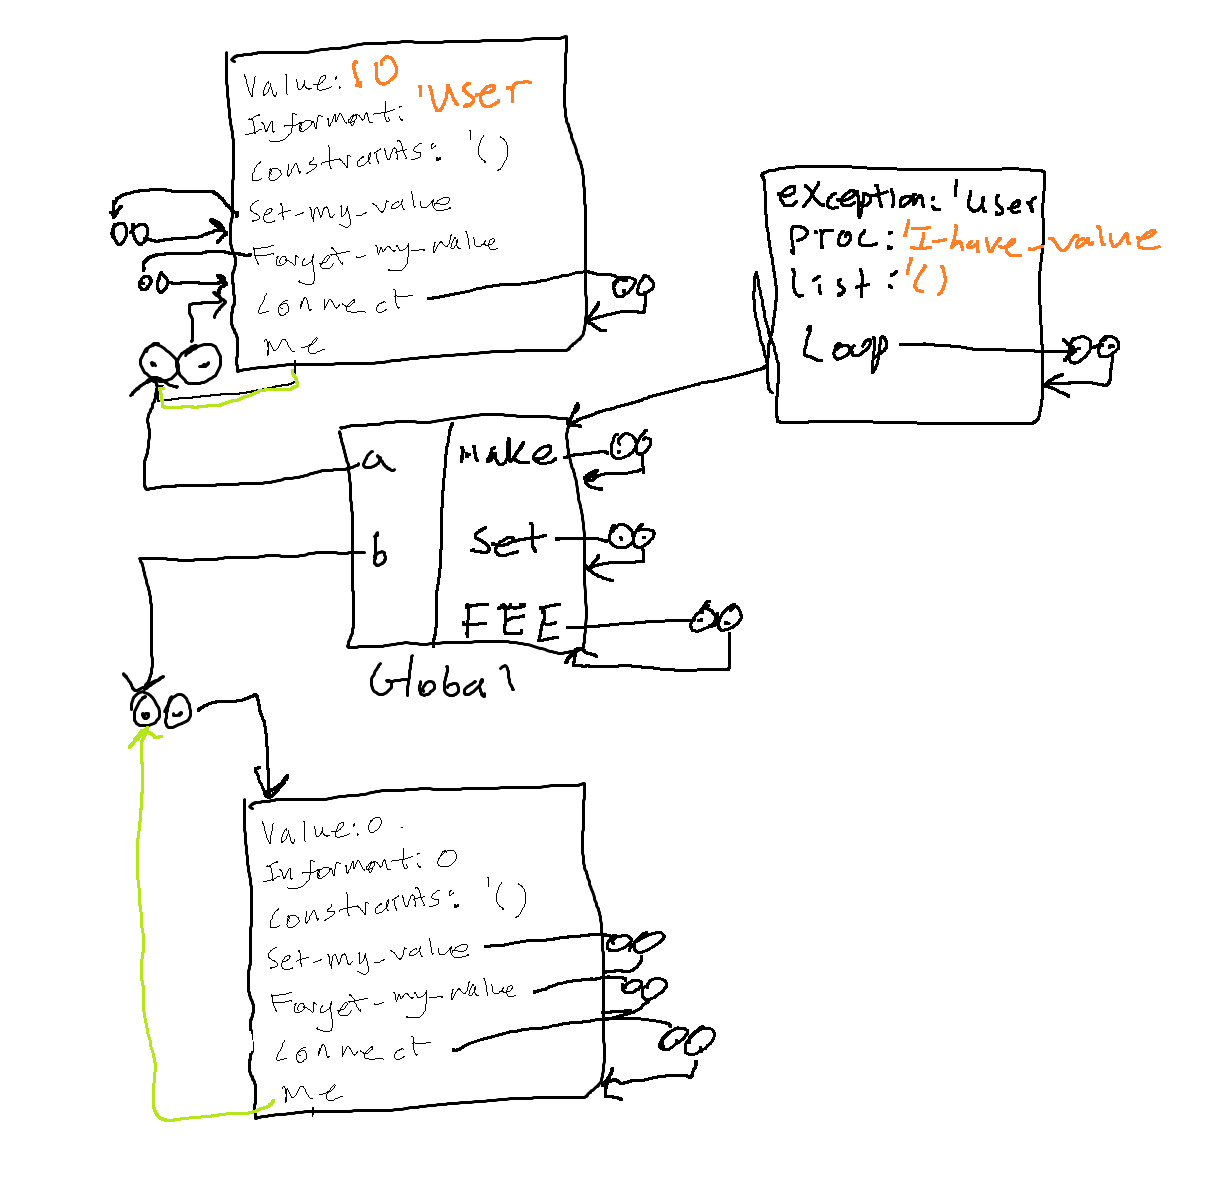 Value: 10
Informant: 'user
Constraints: '()
Set-my-value
Forget-my-value
Connect
Me
exception: 'user
proc: 'I-have-value
list: '()
Loop
a
b
Make
Set
FEE
Global
Value: 0
Informant: 0
Constraints: '()
Set-my-value
Forget-my-value
Connect
Me